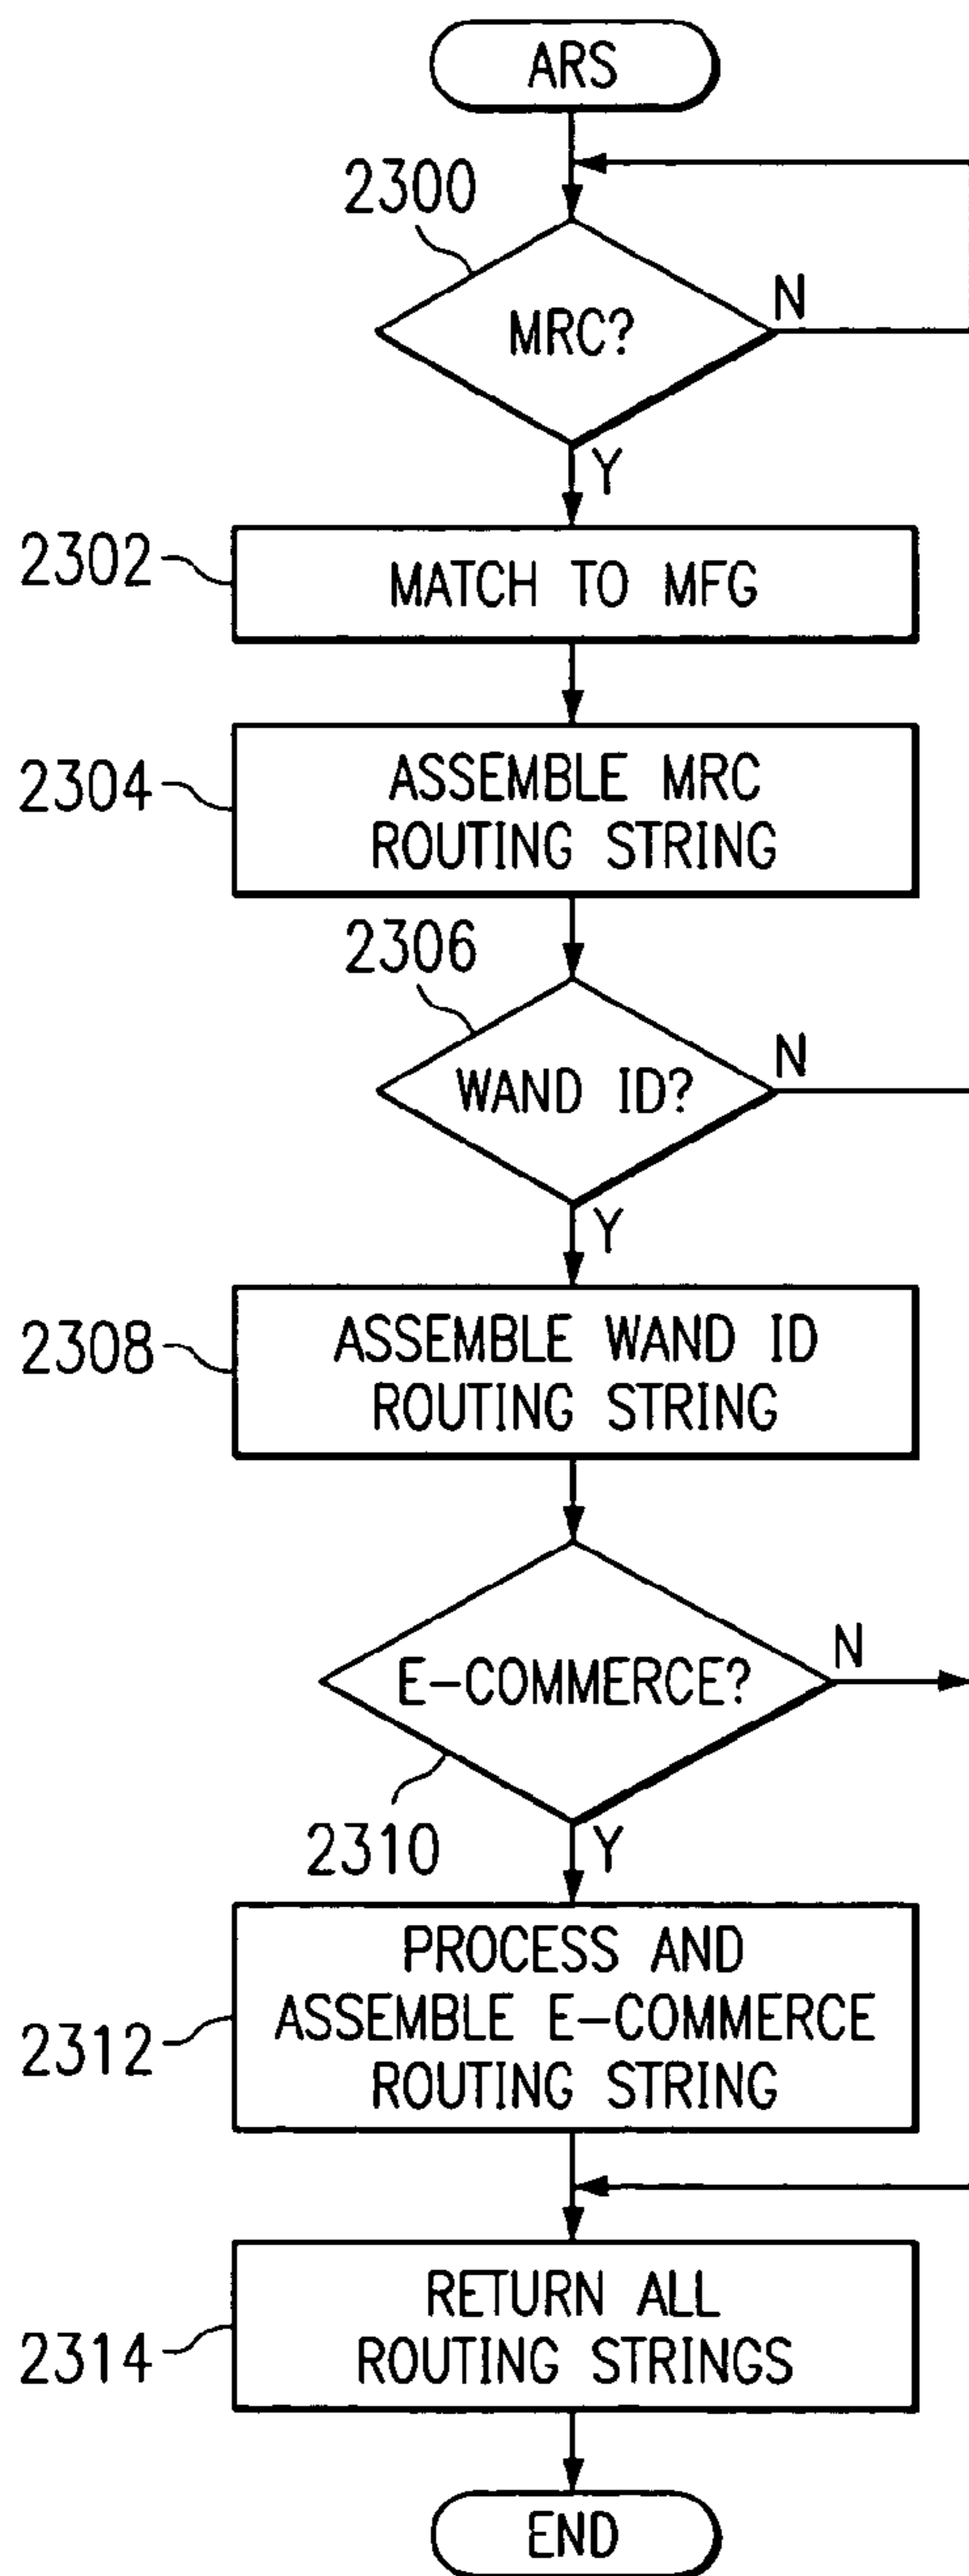 ARS
2300
MRC?
N
Y
2302
MATCH TO MFG
2304
ASSEMBLE MRC
ROUTING STRING
2306
WAND ID?
N
Y
2308
ASSEMBLE WAND ID
ROUTING STRING
E-COMMERCE?
N
2310
Y
PROCESS AND
ASSEMBLE E-COMMERCE
ROUTING STRING
2312
RETURN ALL
ROUTING STRINGS
2314
END